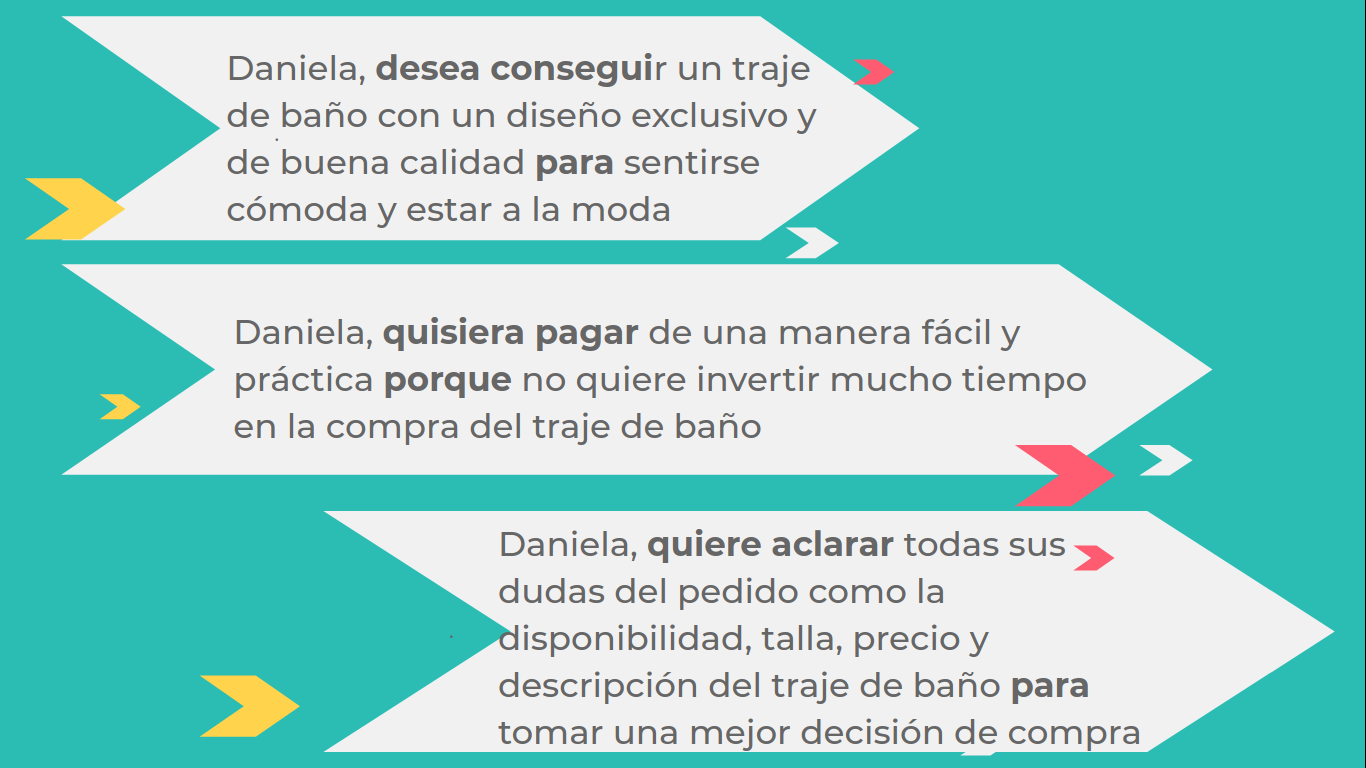 Daniela, desea conseguir un traje
de baño con un diseño exclusivo y
de buena calidad para sentirse
cómoda y estar a la moda
Daniela, quisiera pagar de una manera fácil y
práctica porque no quiere invertir mucho tiempo
en la compra del traje de baño
Daniela, quiere aclarar todas sus
dudas del pedido como la
disponibilidad, talla, precio y
descripción del traje de baño para
tomar una mejor decisión de compra